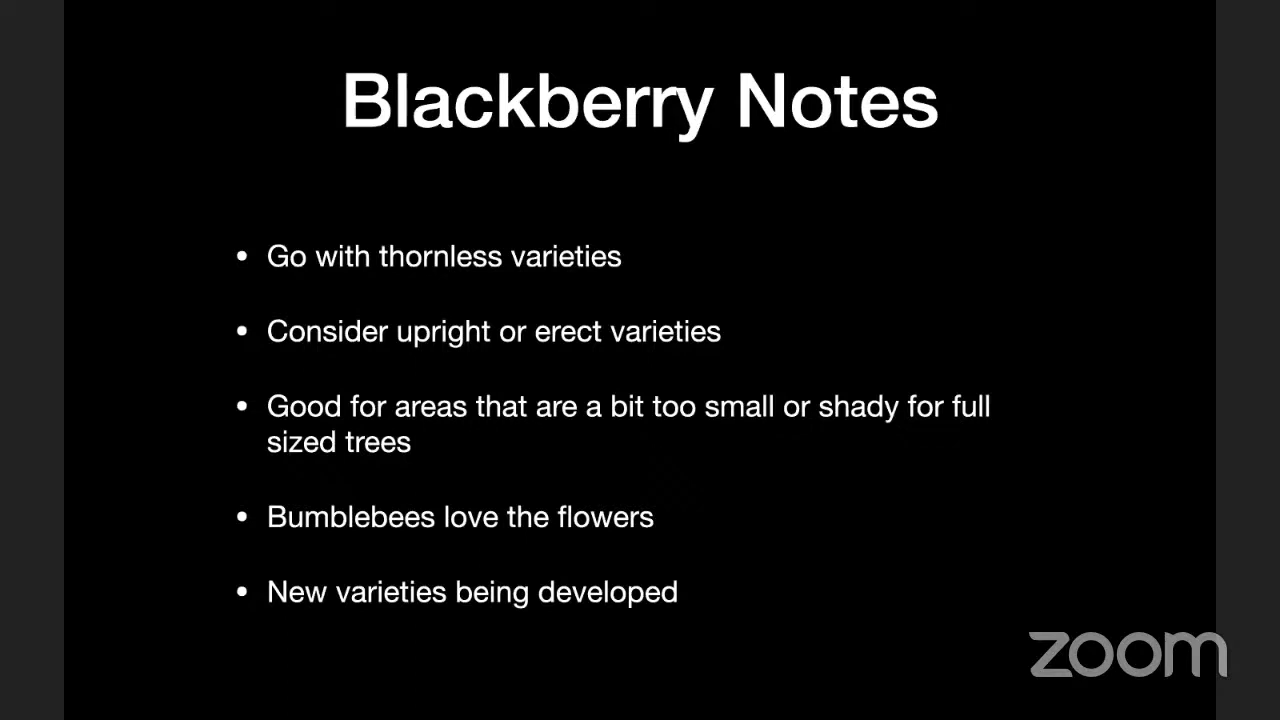 Blackberry Notes
• Go with thornless varieties
• Consider upright or erect varieties
• Good for areas that are a bit too small or shady for full
sized trees
• Bumblebees love the flowers
• New varieties being developed
zoom